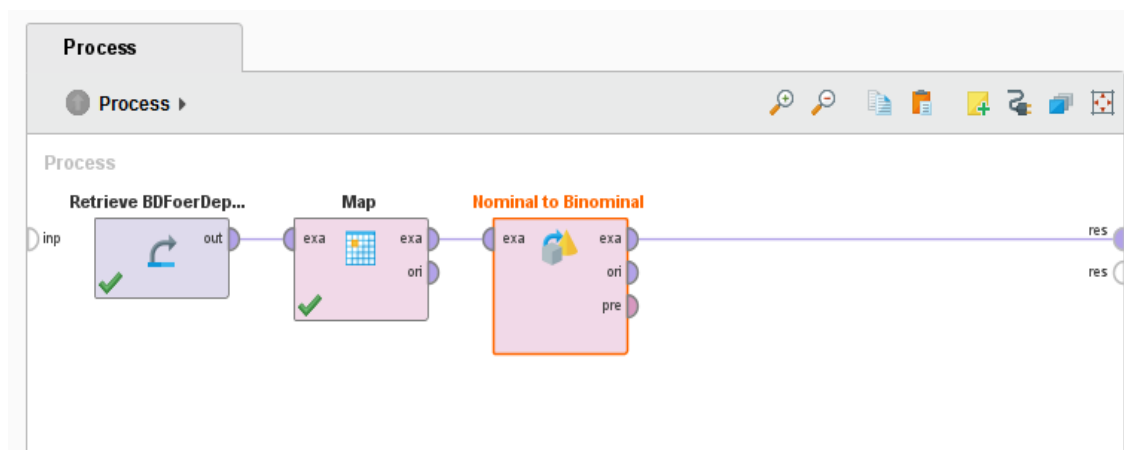 Process
Process
Process
Retrieve BDFoerDep... Map Nominal to Binominal
inp out exa exa exa exa res
ori ori res
pre